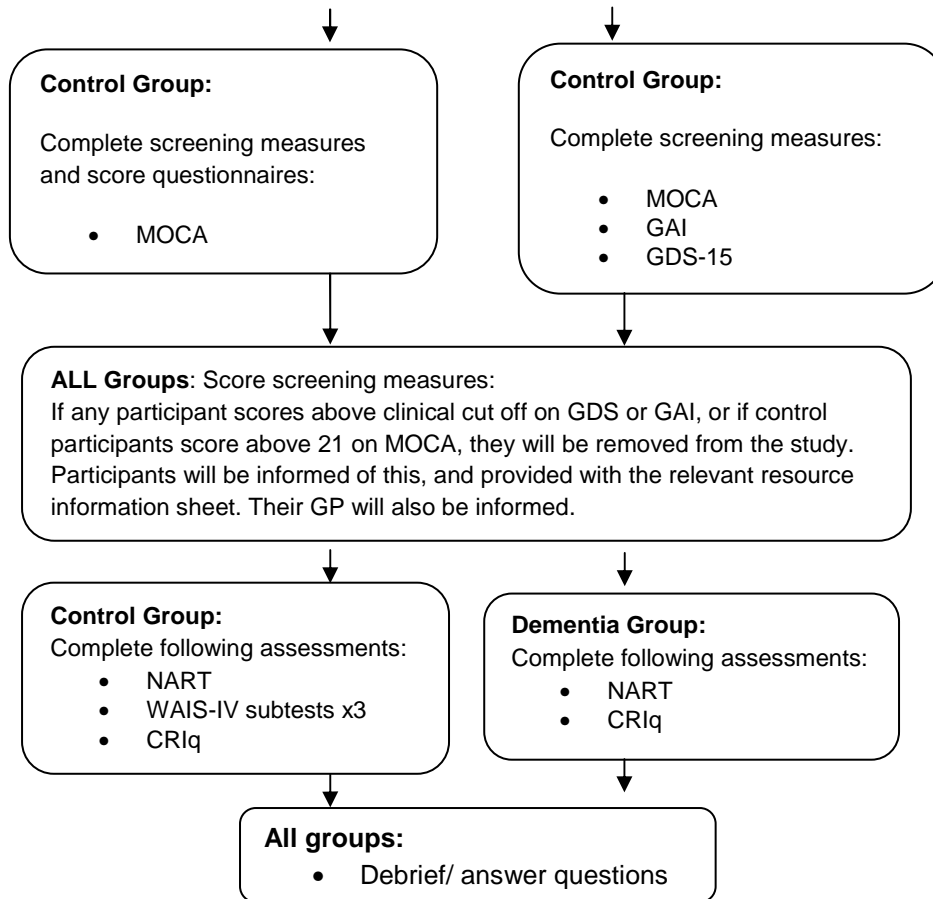 Control Group:
Complete screening measures
and score questionnaires:
• MOCA
Control Group:
Complete screening measures:
• MOCA
• GAI
• GDS-15
ALL Groups: Score screening measures:
If any participant scores above clinical cut off on GDS or GAI, or if control
participants score above 21 on MOCA, they will be removed from the study.
Participants will be informed of this, and provided with the relevant resource
information sheet. Their GP will also be informed.
Control Group:
Complete following assessments:
• NART
• WAIS-IV subtests x3
• CRIq
Dementia Group:
Complete following assessments:
• NART
• CRIq
All groups:
• Debrief/ answer questions